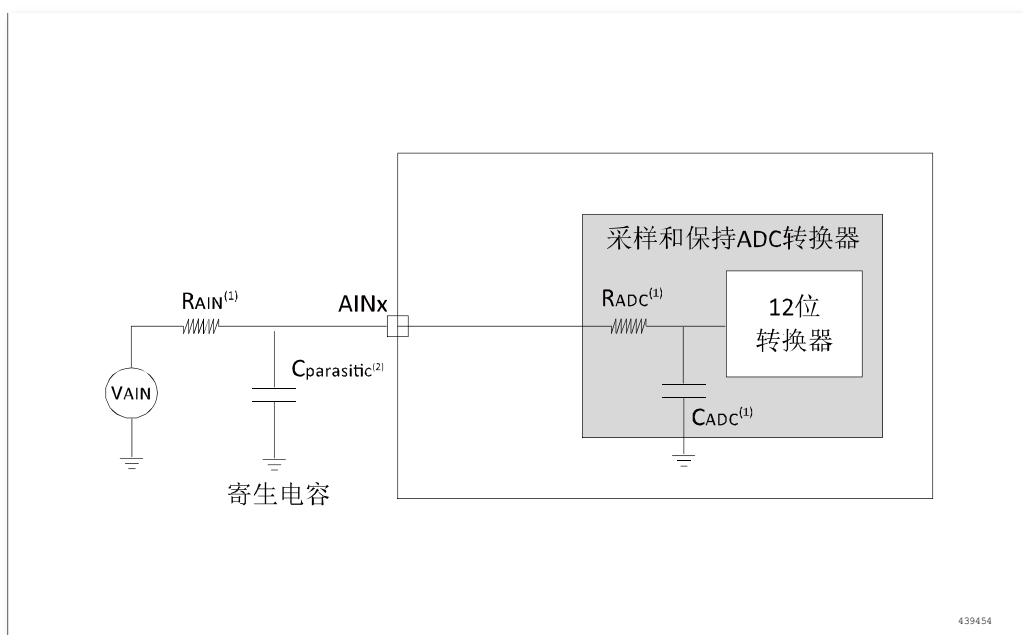 采样和保持ADC转换器
RAIN(1)
AINx
RADC(1)
12位
转换器
Cparasitic(2)
VAIN
CADC(1)
寄生电容
439454